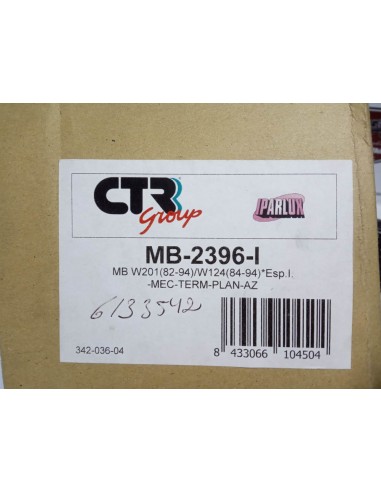 CTR
Group
PARLUX
MB-2396-I
MB W201(82-94)/W124(84-94)*Esp.I.
-MEC-TERM-PLAN-AZ
6133542
342-036-04
8 433066 104504